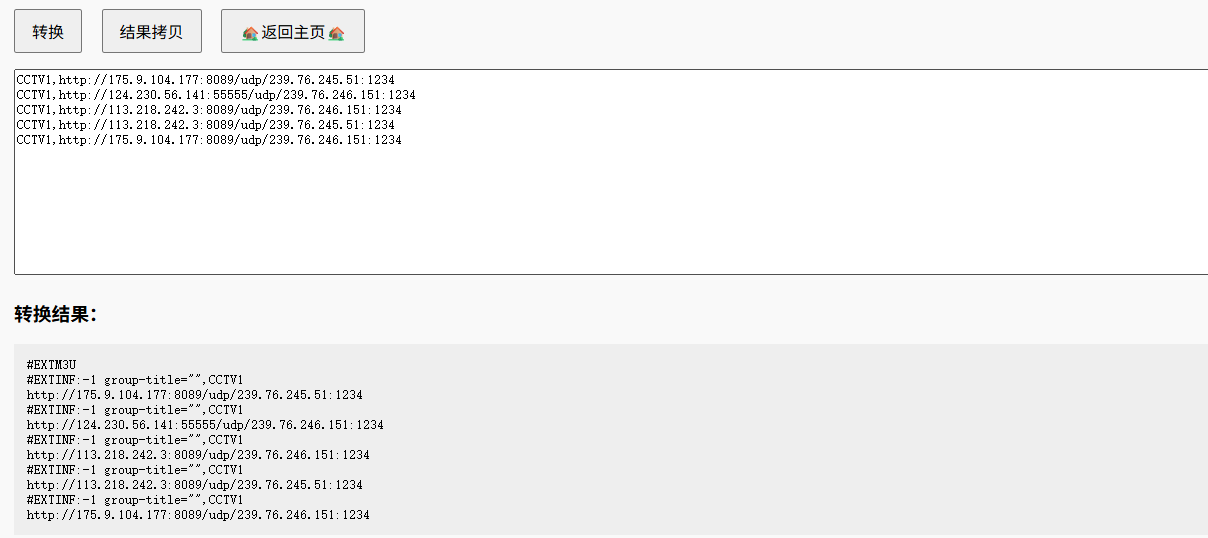 转换 结果拷贝 🏠返回主页🏠
CCTV1,http://175.9.104.177:8089/udp/239.76.245.51:1234
CCTV1,http://124.230.56.141:55555/udp/239.76.246.151:1234
CCTV1,http://113.218.242.3:8089/udp/239.76.246.151:1234
CCTV1,http://113.218.242.3:8089/udp/239.76.245.51:1234
CCTV1,http://175.9.104.177:8089/udp/239.76.246.151:1234
转换结果：
#EXTM3U
#EXTINF:-1 group-title="",CCTV1
http://175.9.104.177:8089/udp/239.76.245.51:1234
#EXTINF:-1 group-title="",CCTV1
http://124.230.56.141:55555/udp/239.76.246.151:1234
#EXTINF:-1 group-title="",CCTV1
http://113.218.242.3:8089/udp/239.76.246.151:1234
#EXTINF:-1 group-title="",CCTV1
http://113.218.242.3:8089/udp/239.76.245.51:1234
#EXTINF:-1 group-title="",CCTV1
http://175.9.104.177:8089/udp/239.76.246.151:1234